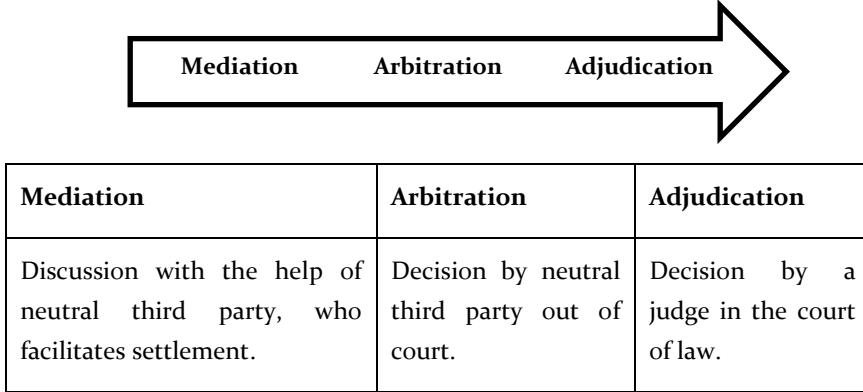 Mediation Arbitration Adjudication
Mediation
Discussion with the help of
neutral third party, who
facilitates settlement.
Arbitration
Decision by neutral
third party out of
court.
Adjudication
Decision by a
judge in the court
of law.